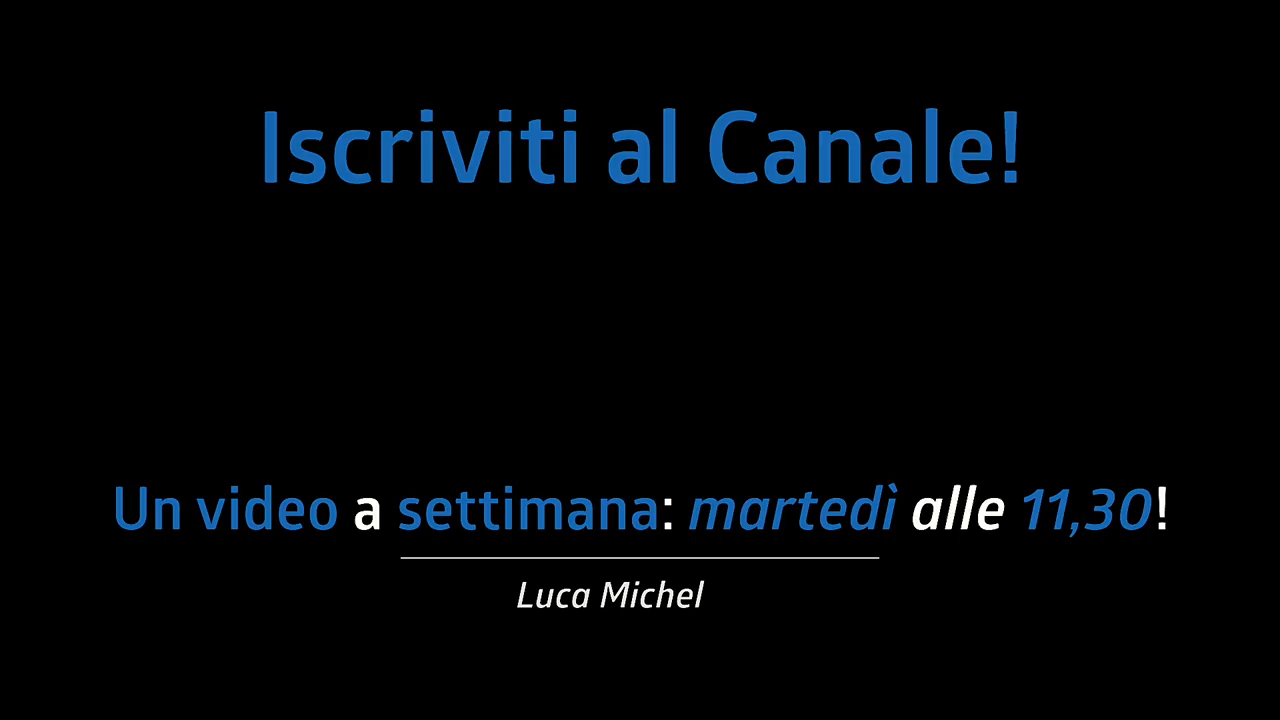 Iscriviti al Canale!
Un video a settimana: martedì alle 11,30!
Luca Michel